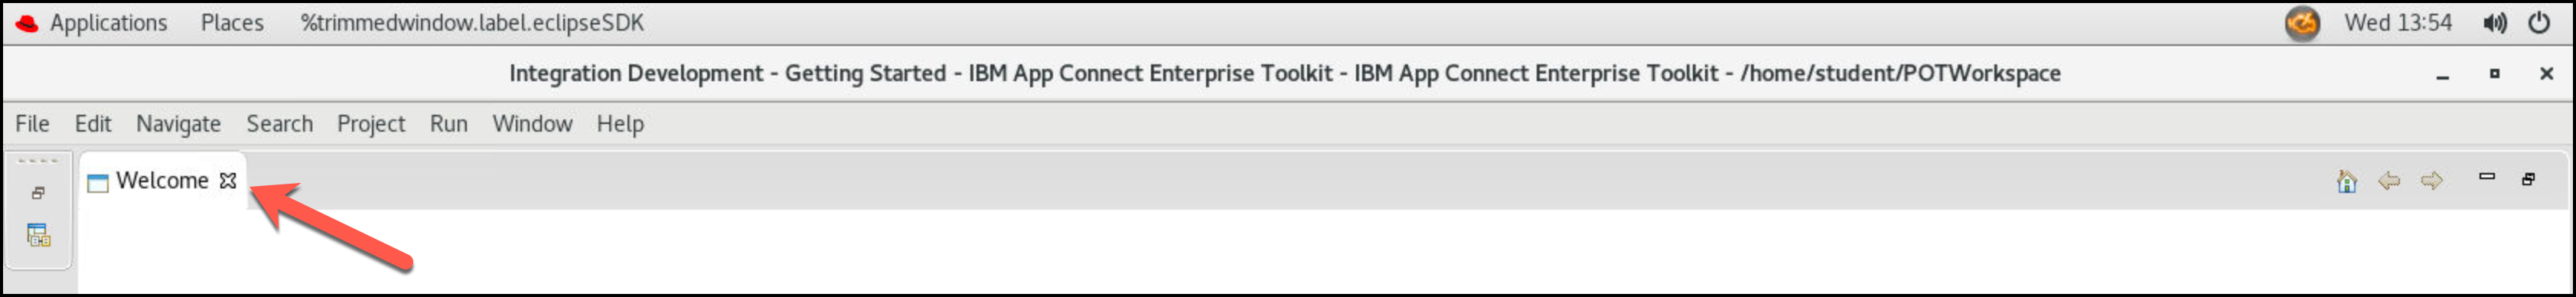 Applications Places %trimmedwindow.label.eclipseSDK Wed 13:54
Integration Development - Getting Started - IBM App Connect Enterprise Toolkit - IBM App Connect Enterprise Toolkit - /home/student/POTWorkspace
File Edit Navigate Search Project Run Window Help
Welcome